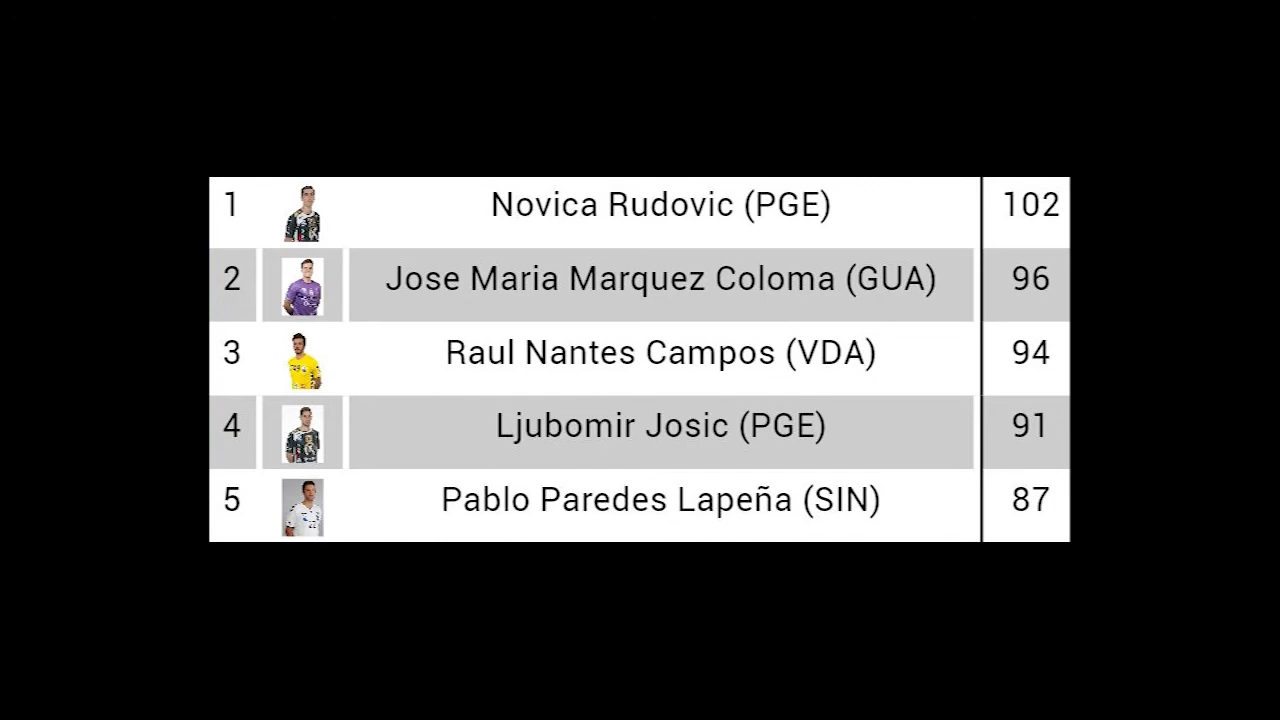 1 Novica Rudovic (PGE) 102
2 Jose Maria Marquez Coloma (GUA) 96
3 Raul Nantes Campos (VDA) 94
4 Ljubomir Josic (PGE) 91
5 Pablo Paredes Lapeña (SIN) 87